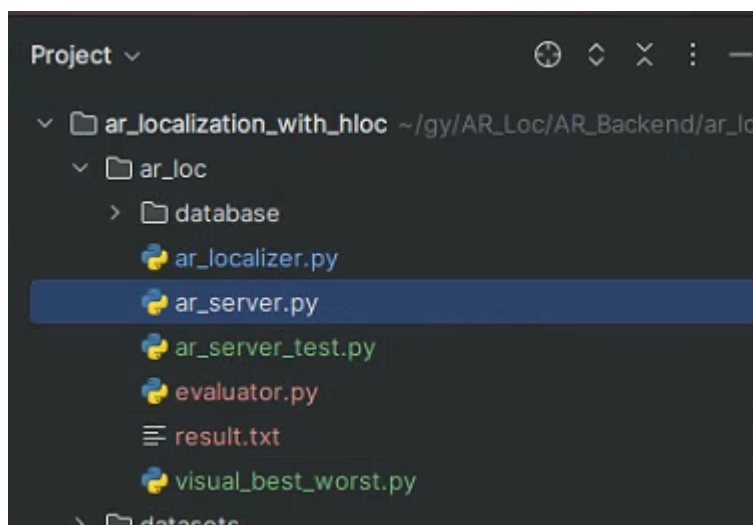 Project
ar_localization_with_hloc ~/gy/AR_Loc/AR_Backend/ar_lo
ar_loc
database
ar_localizer.py
ar_server.py
ar_server_test.py
evaluator.py
result.txt
visual_best_worst.py
datasets